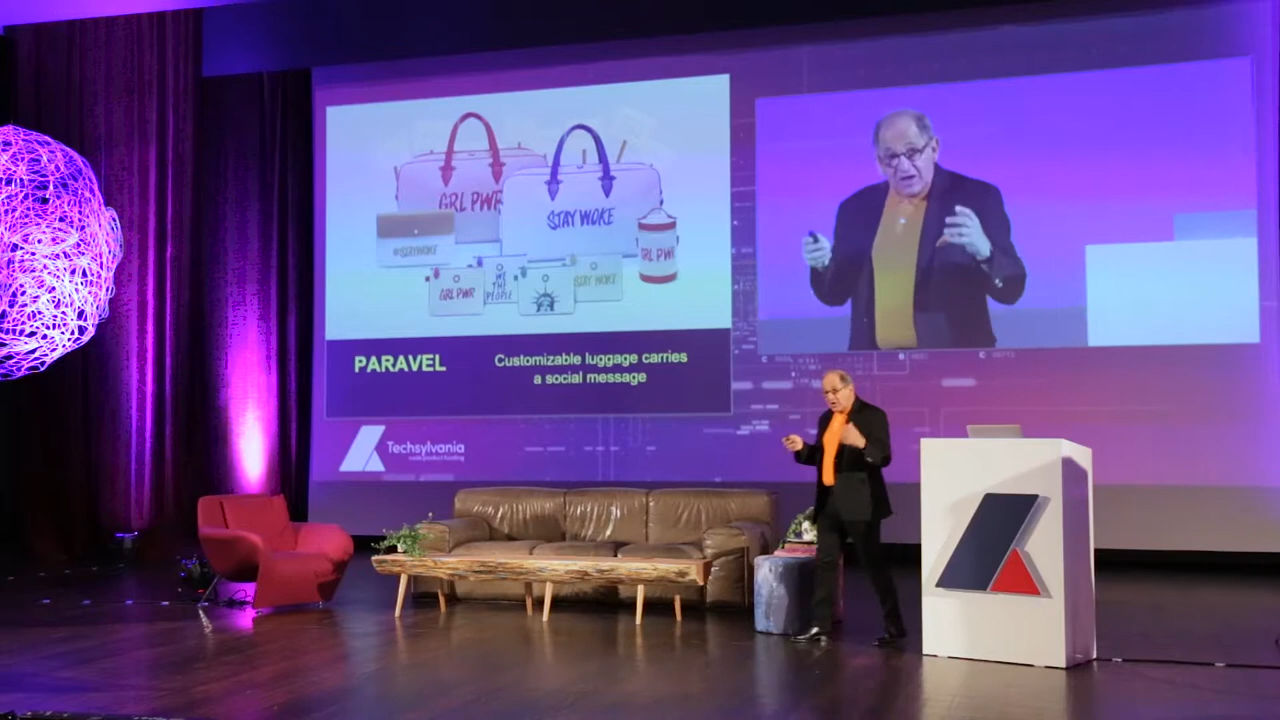 GRL PWR
STAY WOKE
#STAYWOKE
GRL PWR
GRL PWR
WE
THE
PEOPLE
STAY WOKE
PARAVEL
Customizable luggage carries
a social message
Techsylvania